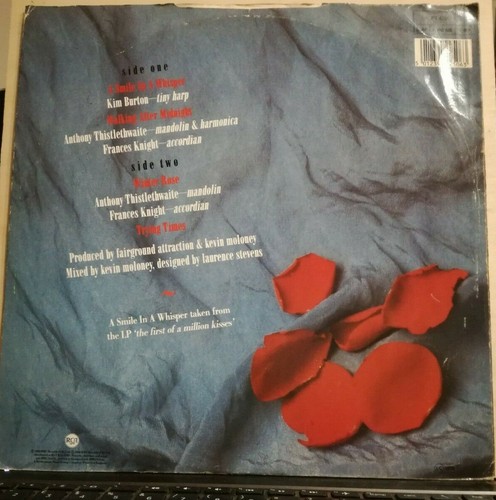 side one
A Smile In A Whisper
Kim Burton—tiny harp
Walking After Midnight
Anthony Thistlethwaite—mandolin & harmonica
Frances Knight—accordian
side two
Anthony Thistlethwaite—mandolin
Frances Knight—accordian
Trying Times
Produced by fairground attraction & kevin moloney
Mixed by kevin moloney, designed by laurence stevens
A Smile In A Whisper taken from
the LP 'the first of a million kisses'
RCA